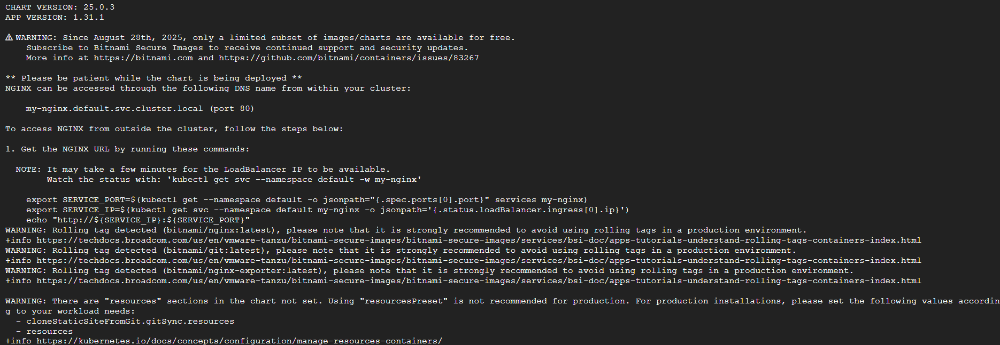 CHART VERSION: 25.0.3
APP VERSION: 1.31.1

⚠ WARNING: Since August 28th, 2025, only a limited subset of images/charts are available for free.
    Subscribe to Bitnami Secure Images to receive continued support and security updates.
    More info at https://bitnami.com and https://github.com/bitnami/containers/issues/83267

** Please be patient while the chart is being deployed **
NGINX can be accessed through the following DNS name from within your cluster:

    my-nginx.default.svc.cluster.local (port 80)

To access NGINX from outside the cluster, follow the steps below:

1. Get the NGINX URL by running these commands:

  NOTE: It may take a few minutes for the LoadBalancer IP to be available.
        Watch the status with: 'kubectl get svc --namespace default -w my-nginx'

    export SERVICE_PORT=$(kubectl get --namespace default -o jsonpath="{.spec.ports[0].port}" services my-nginx)
    export SERVICE_IP=$(kubectl get svc --namespace default my-nginx -o jsonpath='{.status.loadBalancer.ingress[0].ip}')
    echo "http://${SERVICE_IP}:${SERVICE_PORT}"
WARNING: Rolling tag detected (bitnami/nginx:latest), please note that it is strongly recommended to avoid using rolling tags in a production environment.
+info https://techdocs.broadcom.com/us/en/vmware-tanzu/bitnami-secure-images/bitnami-secure-images/services/bsi-doc/apps-tutorials-understand-rolling-tags-containers-index.html
WARNING: Rolling tag detected (bitnami/git:latest), please note that it is strongly recommended to avoid using rolling tags in a production environment.
+info https://techdocs.broadcom.com/us/en/vmware-tanzu/bitnami-secure-images/bitnami-secure-images/services/bsi-doc/apps-tutorials-understand-rolling-tags-containers-index.html
WARNING: Rolling tag detected (bitnami/nginx-exporter:latest), please note that it is strongly recommended to avoid using rolling tags in a production environment.
+info https://techdocs.broadcom.com/us/en/vmware-tanzu/bitnami-secure-images/bitnami-secure-images/services/bsi-doc/apps-tutorials-understand-rolling-tags-containers-index.html

WARNING: There are "resources" sections in the chart not set. Using "resourcesPreset" is not recommended for production. For production installations, please set the following values accordin
g to your workload needs:
  - cloneStaticSiteFromGit.gitSync.resources
  - resources
+info https://kubernetes.io/docs/concepts/configuration/manage-resources-containers/